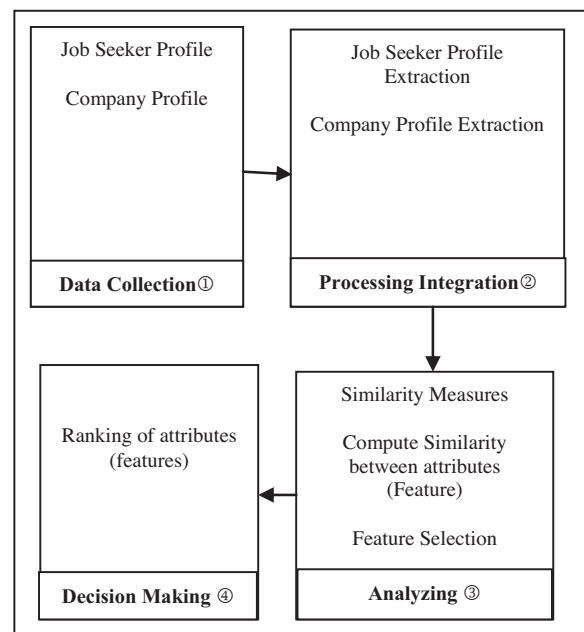 Job Seeker Profile
Company Profile
Data Collection①
Job Seeker Profile
Extraction
Company Profile Extraction
Processing Integration②
Similarity Measures
Compute Similarity
between attributes
(Feature)
Feature Selection
Analyzing ③
Ranking of attributes
(features)
Decision Making ④